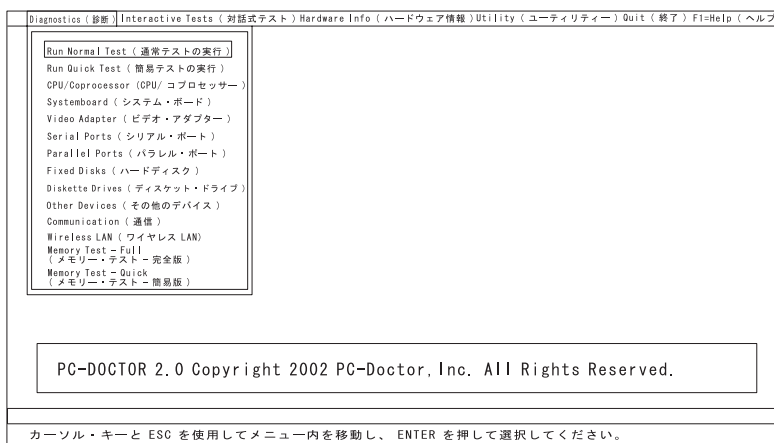 Diagnostics ( 診断 ) Interactive Tests ( 対話式テスト ) Hardware Info ( ハードウェア情報 ) Utility ( ユーティリティー ) Quit ( 終了 ) F1=Help ( ヘルプ
Run Normal Test ( 通常テストの実行 )
Run Quick Test ( 簡易テストの実行 )
CPU/Coprocessor (CPU/ コプロセッサー )
Systemboard ( システム・ボード )
Video Adapter ( ビデオ・アダプター )
Serial Ports ( シリアル・ポート )
Parallel Ports ( パラレル・ポート )
Fixed Disks ( ハードディスク )
Diskette Drives ( ディスケット・ドライブ )
Other Devices ( その他のデバイス )
Communication ( 通信 )
Wireless LAN ( ワイヤレス LAN)
Memory Test – Full
( メモリー・テスト – 完全版 )
Memory Test – Quick
( メモリー・テスト – 簡易版 )
PC-DOCTOR 2.0 Copyright 2002 PC-Doctor, Inc. All Rights Reserved.
カーソル・キーと ESC を使用してメニュー内を移動し、 ENTER を押して選択してください。